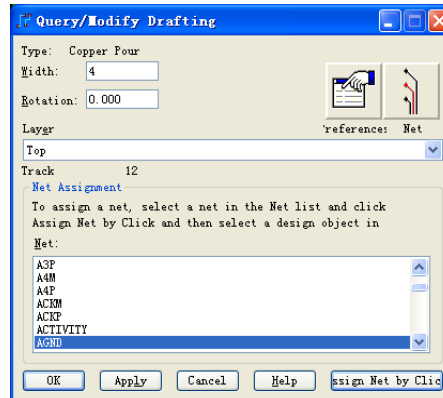 Query/Modify Drafting
Type: Copper Pour
Width: 4
Rotation: 0.000
'references Net
Layer
Top
Track 12
Net Assignment
To assign a net, select a net in the Net list and click
Assign Net by Click and then select a design object in
Net:
A3P
A4M
A4P
ACKM
ACKP
ACTIVITY
AGND
OK Apply Cancel Help ssign Net by Clic